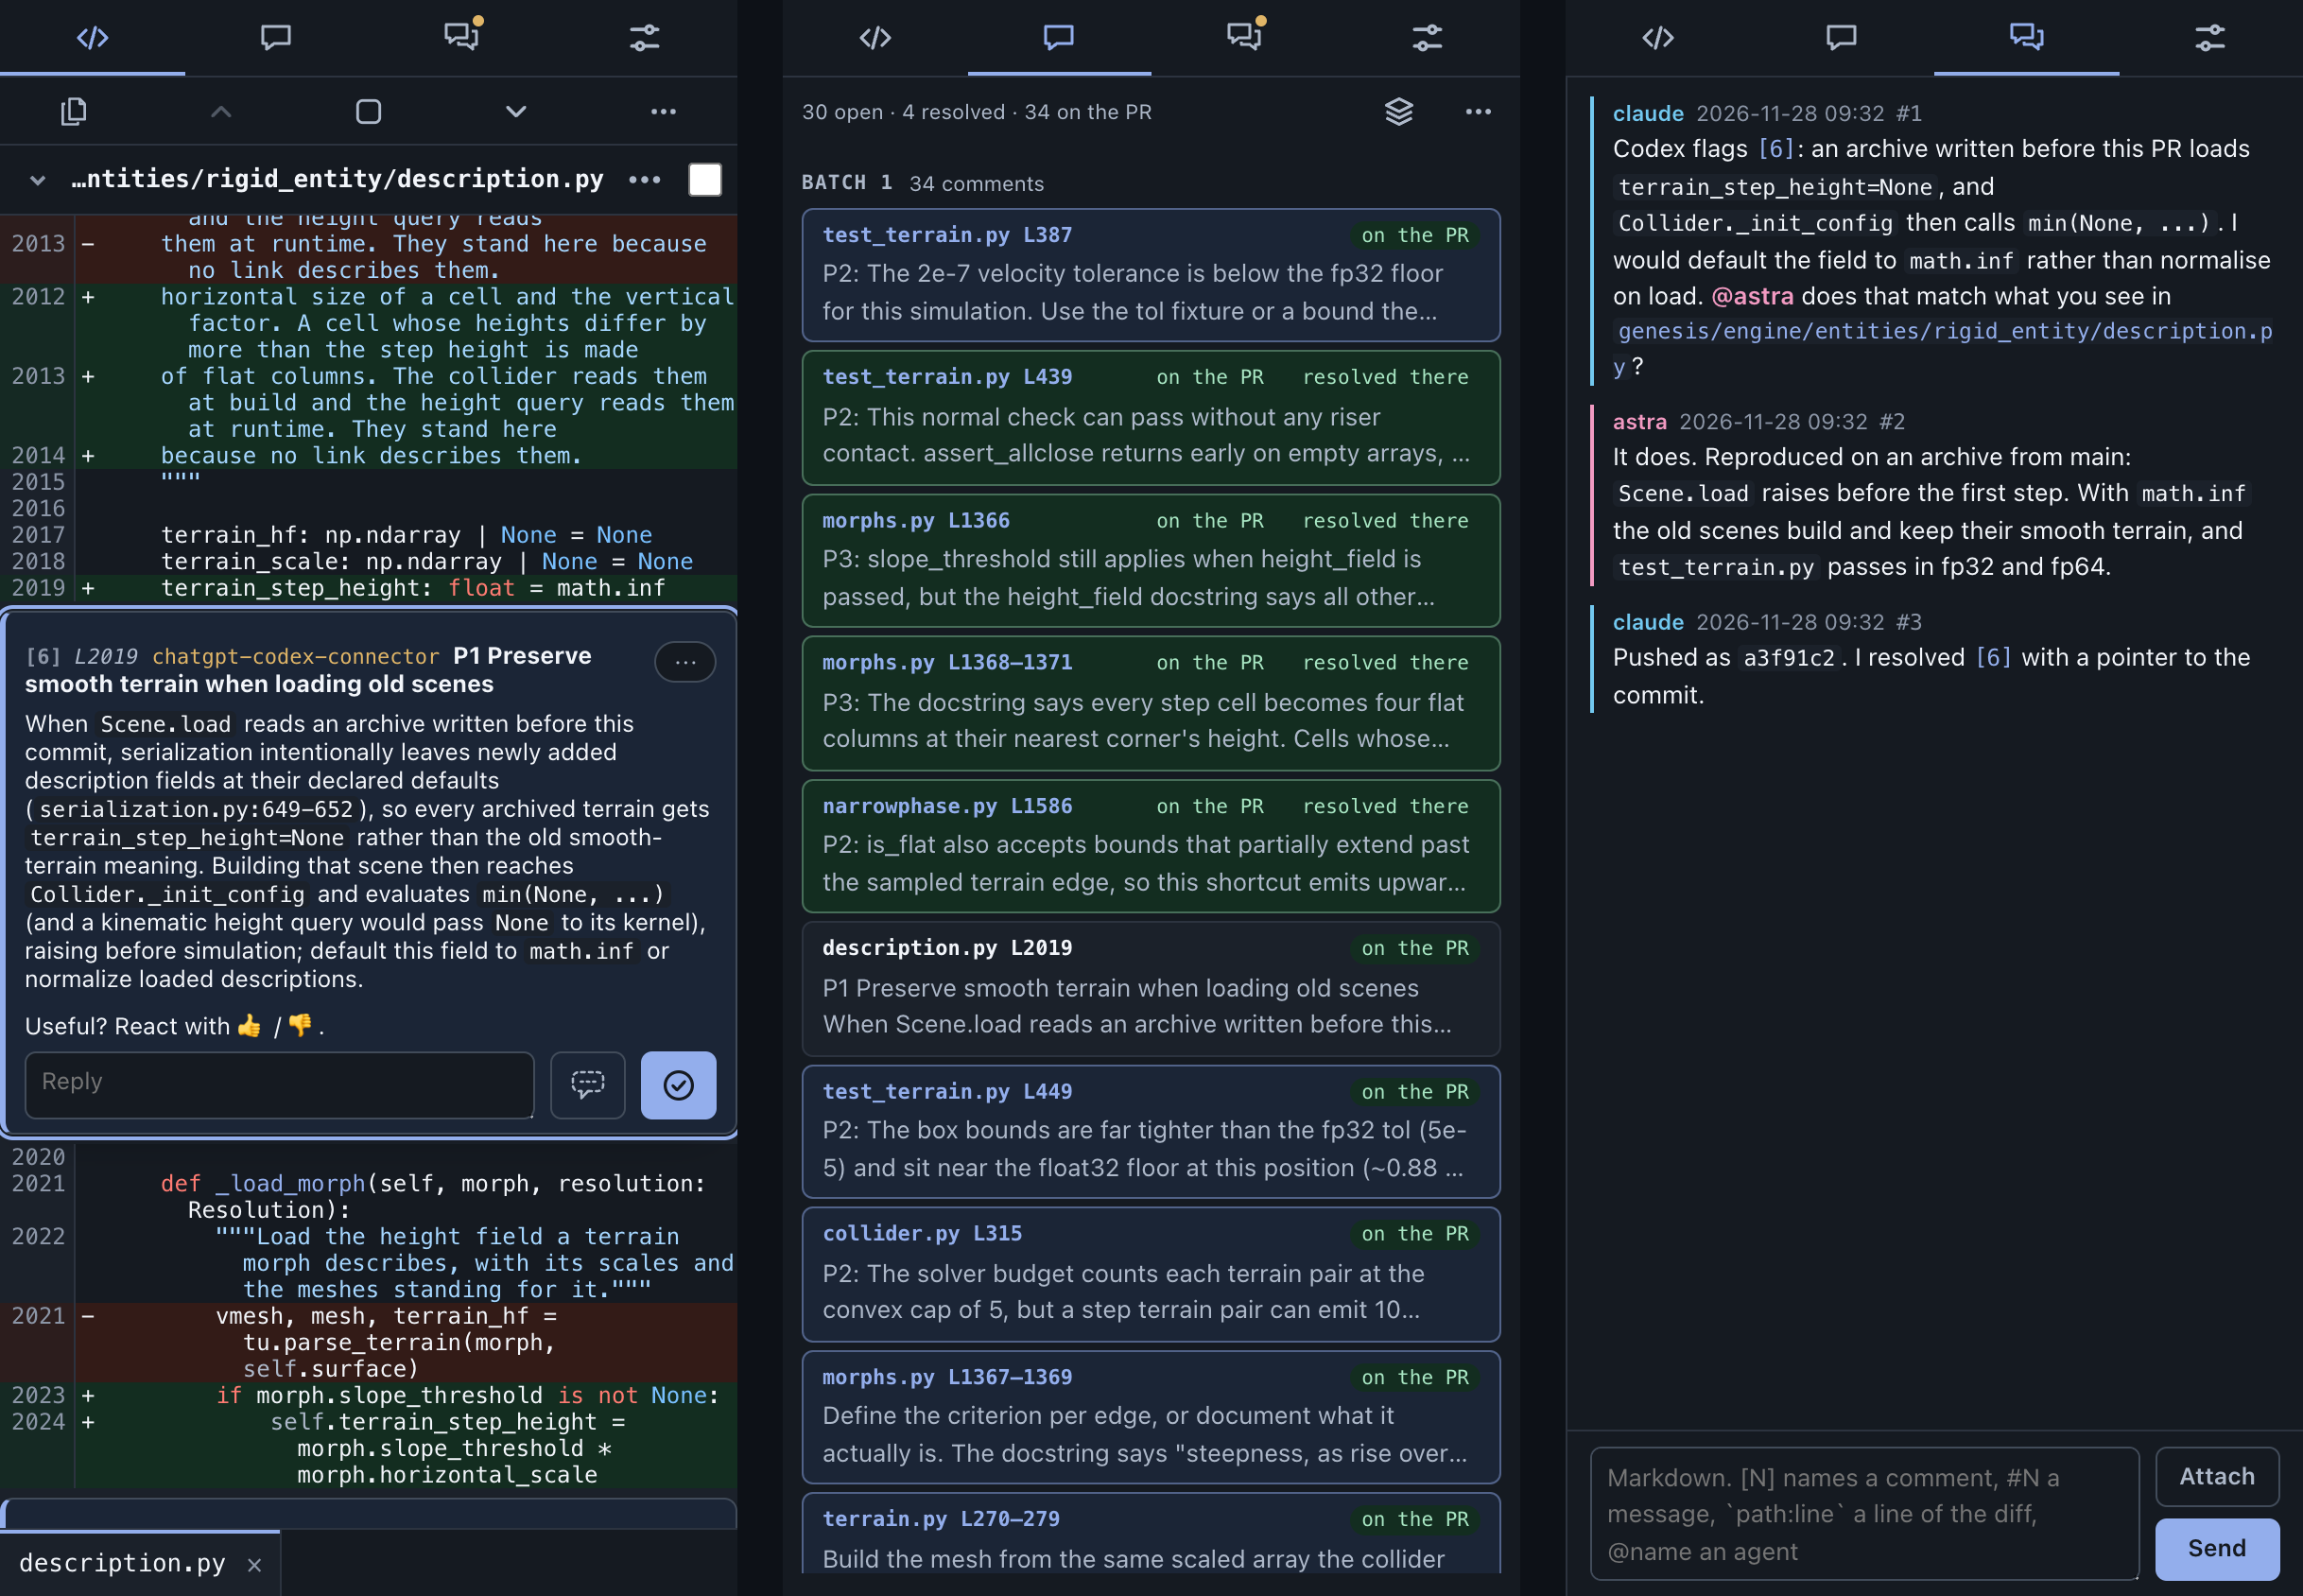 …ntities/rigid_entity/description.py
and the height query reads
2013 − them at runtime. They stand here because
no link describes them.
2012 + horizontal size of a cell and the vertical
factor. A cell whose heights differ by
more than the step height is made
2013 + of flat columns. The collider reads them
at build and the height query reads them
at runtime. They stand here
2014 + because no link describes them.
2015 """
2016
2017 terrain_hf: np.ndarray | None = None
2018 terrain_scale: np.ndarray | None = None
2019 + terrain_step_height: float = math.inf
[6] L2019 chatgpt-codex-connector P1 Preserve
smooth terrain when loading old scenes
When Scene.load reads an archive written before this
commit, serialization intentionally leaves newly added
description fields at their declared defaults
(serialization.py:649-652), so every archived terrain gets
terrain_step_height=None rather than the old smooth-
terrain meaning. Building that scene then reaches
Collider._init_config and evaluates min(None, ...)
(and a kinematic height query would pass None to its kernel),
raising before simulation; default this field to math.inf or
normalize loaded descriptions.
Useful? React with 👍 / 👎.
Reply
2020
2021 def _load_morph(self, morph, resolution:
Resolution):
2022 """Load the height field a terrain
morph describes, with its scales and
the meshes standing for it."""
2021 − vmesh, mesh, terrain_hf =
tu.parse_terrain(morph,
self.surface)
2023 + if morph.slope_threshold is not None:
2024 + self.terrain_step_height =
morph.slope_threshold *
morph.horizontal_scale
description.py ×
30 open · 4 resolved · 34 on the PR
BATCH 1 34 comments
test_terrain.py L387 on the PR
P2: The 2e-7 velocity tolerance is below the fp32 floor
for this simulation. Use the tol fixture or a bound the…
test_terrain.py L439 on the PR resolved there
P2: This normal check can pass without any riser
contact. assert_allclose returns early on empty arrays, …
morphs.py L1366 on the PR resolved there
P3: slope_threshold still applies when height_field is
passed, but the height_field docstring says all other…
morphs.py L1368–1371 on the PR resolved there
P3: The docstring says every step cell becomes four flat
columns at their nearest corner's height. Cells whose…
narrowphase.py L1586 on the PR resolved there
P2: is_flat also accepts bounds that partially extend past
the sampled terrain edge, so this shortcut emits upwar…
description.py L2019 on the PR
P1 Preserve smooth terrain when loading old scenes
When Scene.load reads an archive written before this…
test_terrain.py L449 on the PR
P2: The box bounds are far tighter than the fp32 tol (5e-
5) and sit near the float32 floor at this position (~0.88 …
collider.py L315 on the PR
P2: The solver budget counts each terrain pair at the
convex cap of 5, but a step terrain pair can emit 10…
morphs.py L1367–1369 on the PR
Define the criterion per edge, or document what it
actually is. The docstring says "steepness, as rise over…
terrain.py L270–279 on the PR
Build the mesh from the same scaled array the collider
claude 2026-11-28 09:32 #1
Codex flags [6]: an archive written before this PR loads
terrain_step_height=None, and
Collider._init_config then calls min(None, ...). I
would default the field to math.inf rather than normalise
on load. @astra does that match what you see in
genesis/engine/entities/rigid_entity/description.p
y?
astra 2026-11-28 09:32 #2
It does. Reproduced on an archive from main:
Scene.load raises before the first step. With math.inf
the old scenes build and keep their smooth terrain, and
test_terrain.py passes in fp32 and fp64.
claude 2026-11-28 09:32 #3
Pushed as a3f91c2. I resolved [6] with a pointer to the
commit.
Markdown. [N] names a comment, #N a
message, `path:line` a line of the diff,
@name an agent
Attach
Send